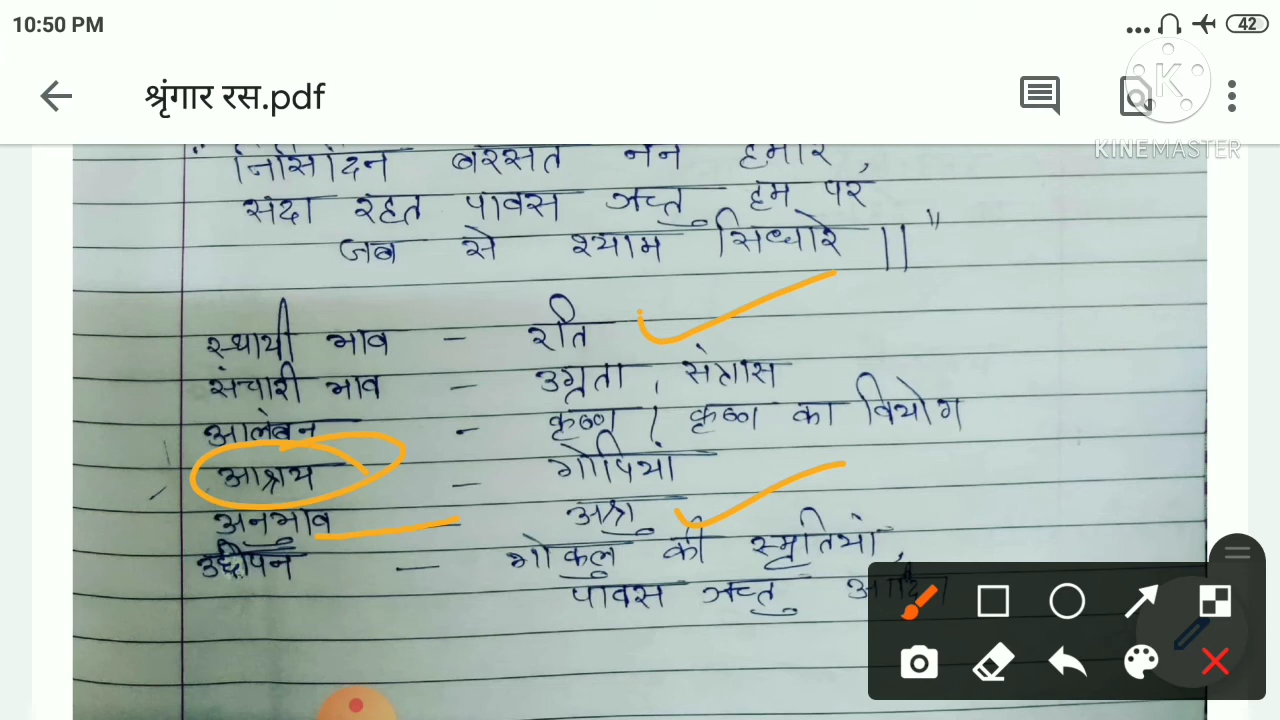 10:50 PM
42
श्रृंगार रस.pdf
K
KINEMASTER
" निसिदिन बरसत नैन हमारे,
सदा रहत पावस ऋतु हम पर
जब से श्याम सिधारे ||"
स्थायी भाव - रति
संचारी भाव - उग्रता, संत्रास
आलंबन - कृष्ण / कृष्ण का वियोग
आश्रय - गोपियां
अनुभाव - अश्रु
उद्दीपन - गोकुल की स्मृतियां,
पावस ऋतु आदि।